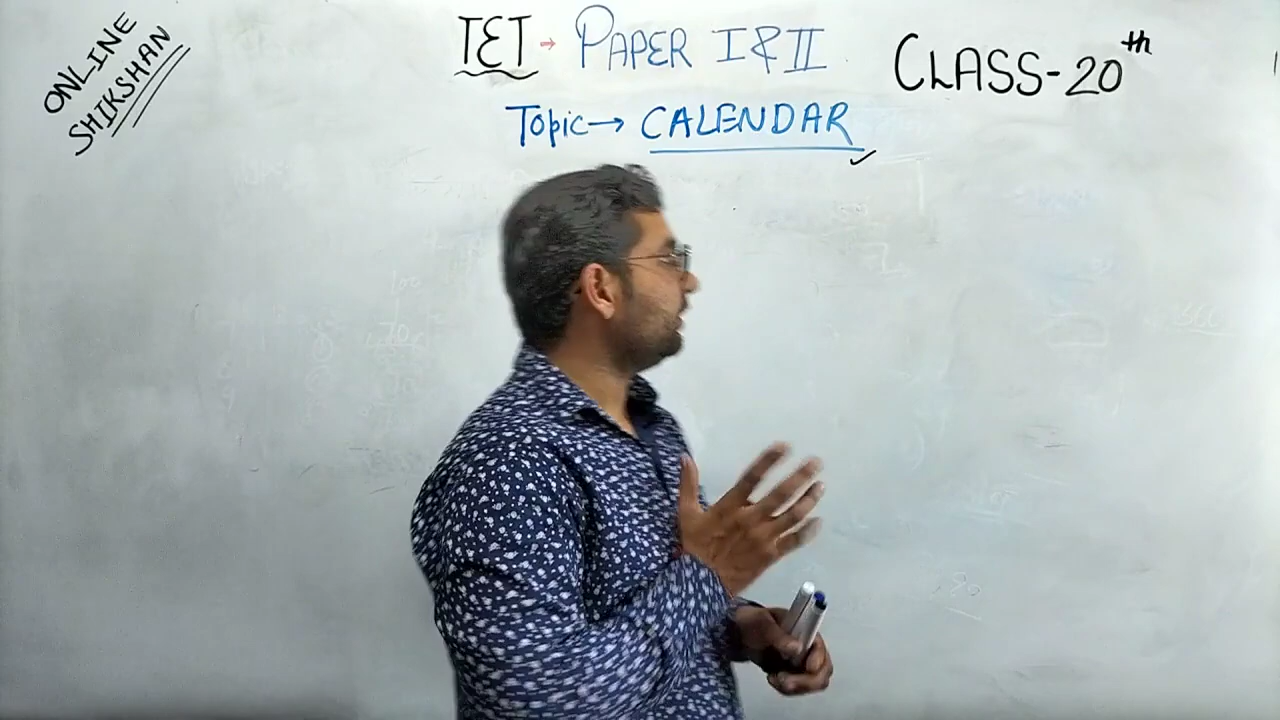 ONLINE
SHIKSHAN
TET → PAPER I & II
CLASS-20th
Topic → CALENDAR